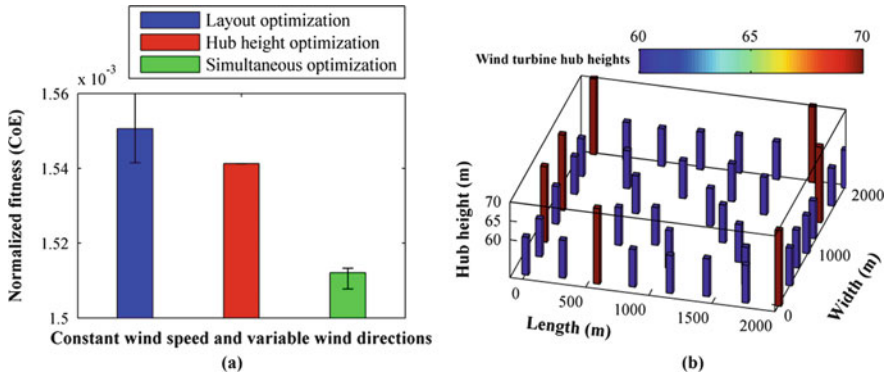 Layout optimization
Hub height optimization
Simultaneous optimization
x 10⁻³
1.56
1.54
1.52
1.5
Normalized fitness (CoE)
Constant wind speed and variable wind directions
(a)
60 65 70
Wind turbine hub heights
70
65
60
Hub height (m)
0 500 1000 1500 2000
Length (m)
0
1000
2000
Width (m)
(b)